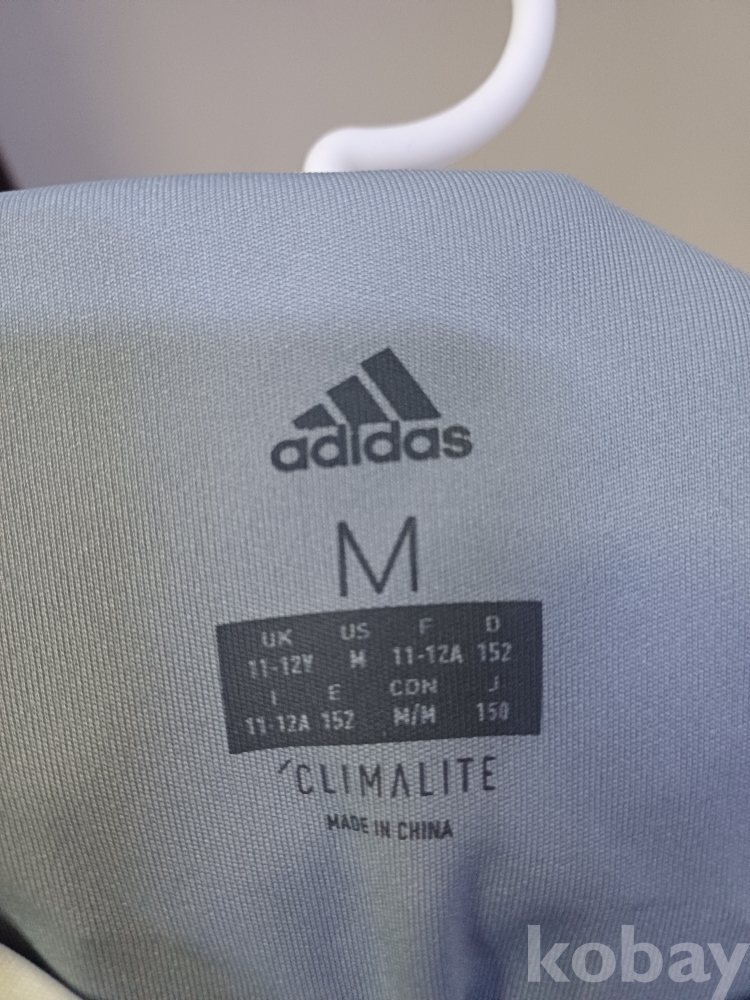 adidas
M
UK US F D
11-12Y M 11-12A 152
I E CDN J
11-12A 152 M/M 150
CLIMALITE
MADE IN CHINA
kobay